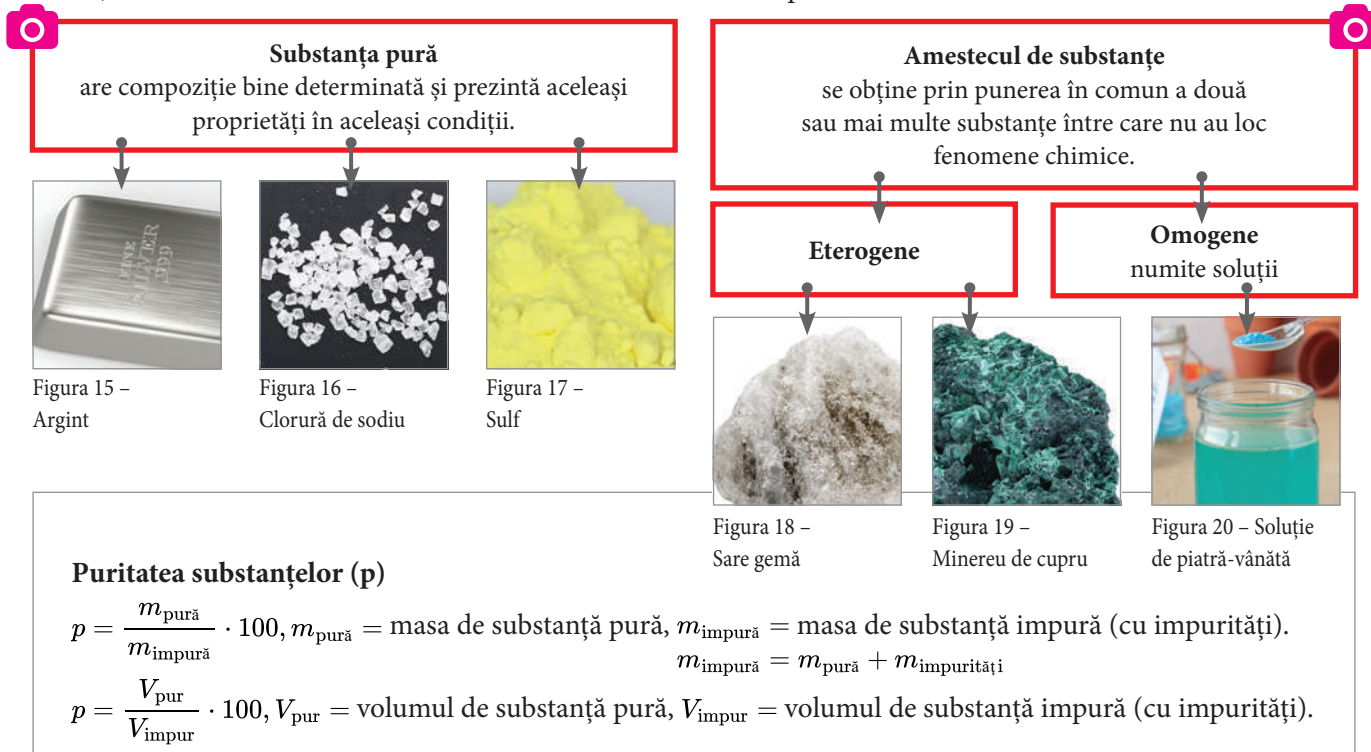 Substanța pură
are compoziție bine determinată și prezintă aceleași
proprietăți în aceleași condiții.
Amestecul de substanțe
se obține prin punerea în comun a două
sau mai multe substanțe între care nu au loc
fenomene chimice.
Eterogene
Omogene
numite soluții
FINE
SILVER
999
Figura 15 –
Argint
Figura 16 –
Clorură de sodiu
Figura 17 –
Sulf
Figura 18 –
Sare gemă
Figura 19 –
Minereu de cupru
Figura 20 – Soluție
de piatră-vânătă
Puritatea substanțelor (p)
p = m_pură / m_impură · 100, m_pură = masa de substanță pură, m_impură = masa de substanță impură (cu impurități).
m_impură = m_pură + m_impurități
p = V_pur / V_impur · 100, V_pur = volumul de substanță pură, V_impur = volumul de substanță impură (cu impurități).